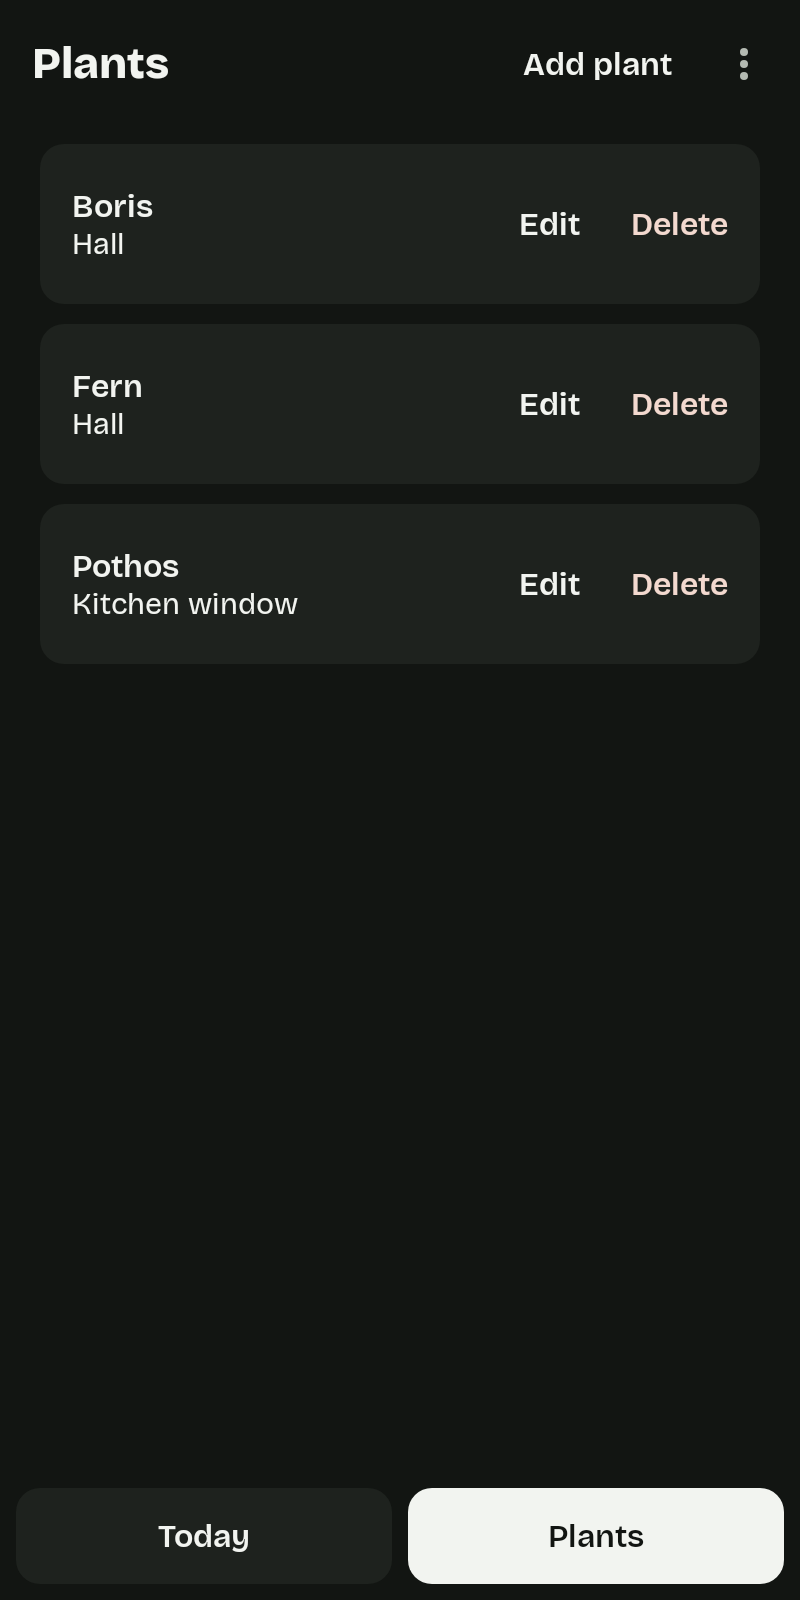 Plants
Add plant
Boris
Hall
Edit
Delete
Fern
Hall
Edit
Delete
Pothos
Kitchen window
Edit
Delete
Today
Plants